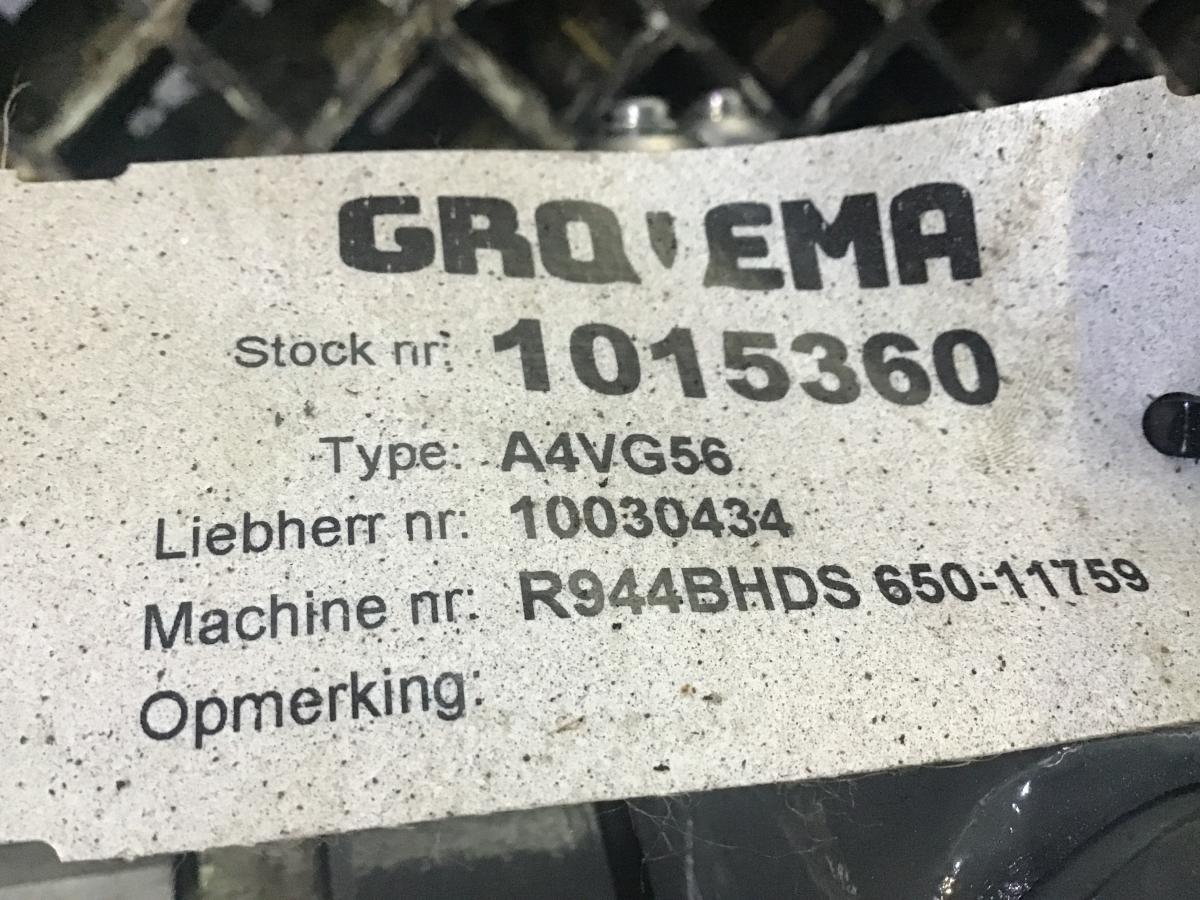 GRO'EMA
Stock nr: 1015360
Type: A4VG56
Liebherr nr: 10030434
Machine nr: R944BHDS 650-11759
Opmerking: